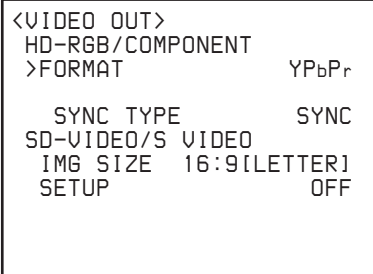 <VIDEO OUT>
HD-RGB/COMPONENT
>FORMAT YPbPr
SYNC TYPE SYNC
SD-VIDEO/S VIDEO
IMG SIZE 16:9[LETTER]
SETUP OFF